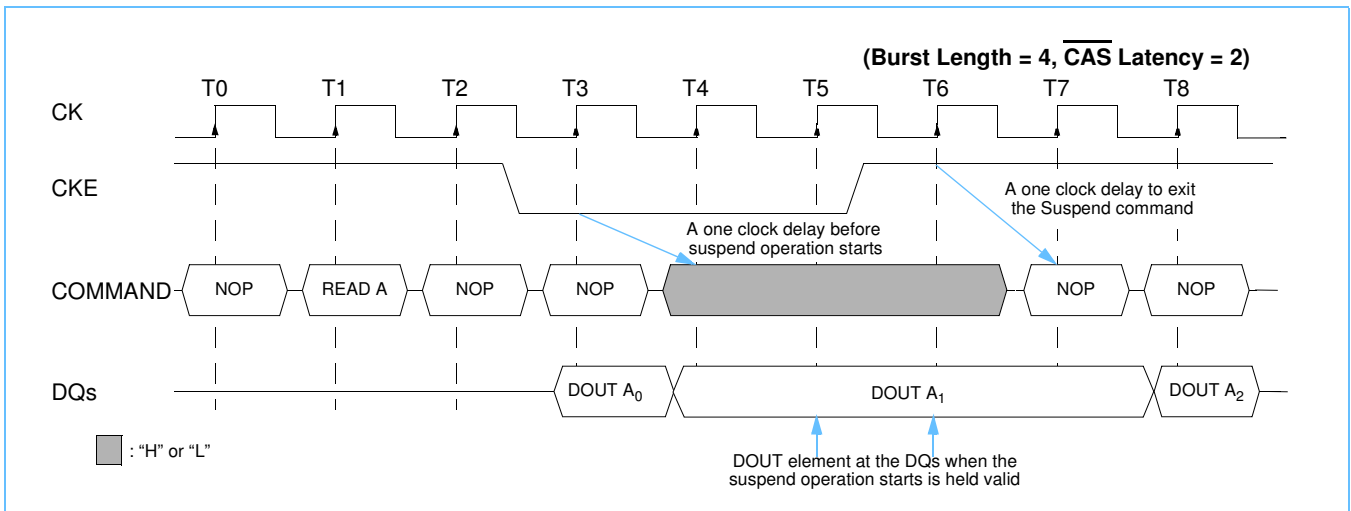 (Burst Length = 4, CAS Latency = 2)
T0 T1 T2 T3 T4 T5 T6 T7 T8
CK
CKE
A one clock delay before
suspend operation starts
A one clock delay to exit
the Suspend command
COMMAND NOP READ A NOP NOP NOP NOP
DQs DOUT A0 DOUT A1 DOUT A2
: “H” or “L”
DOUT element at the DQs when the
suspend operation starts is held valid